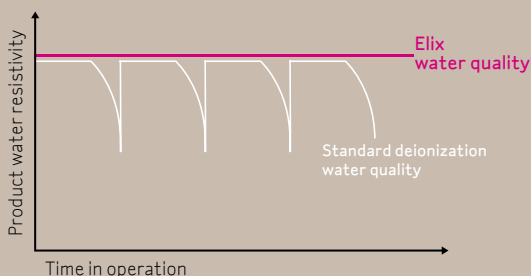 Product water resistivity
Elix
water quality
Standard deionization
water quality
Time in operation